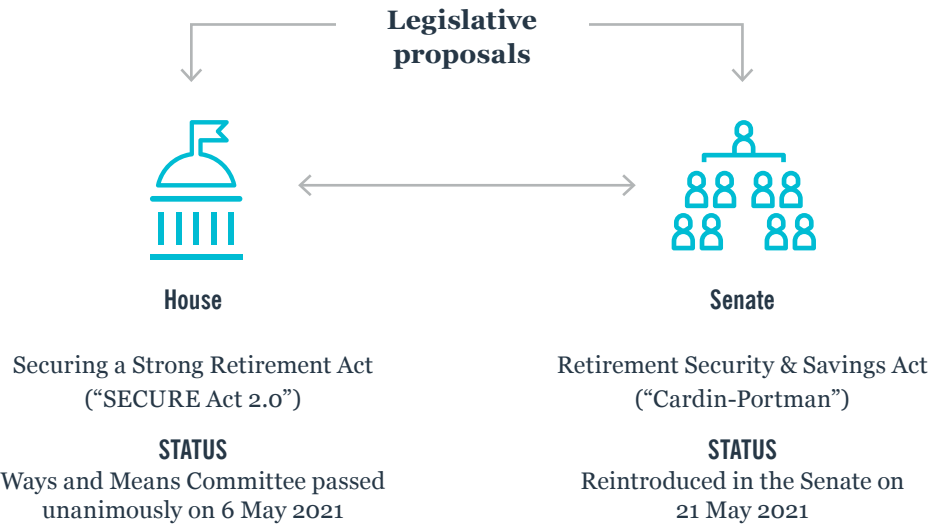 Legislative
proposals
House
Securing a Strong Retirement Act
(“SECURE Act 2.0”)
STATUS
Ways and Means Committee passed
unanimously on 6 May 2021
Senate
Retirement Security & Savings Act
(“Cardin-Portman”)
STATUS
Reintroduced in the Senate on
21 May 2021